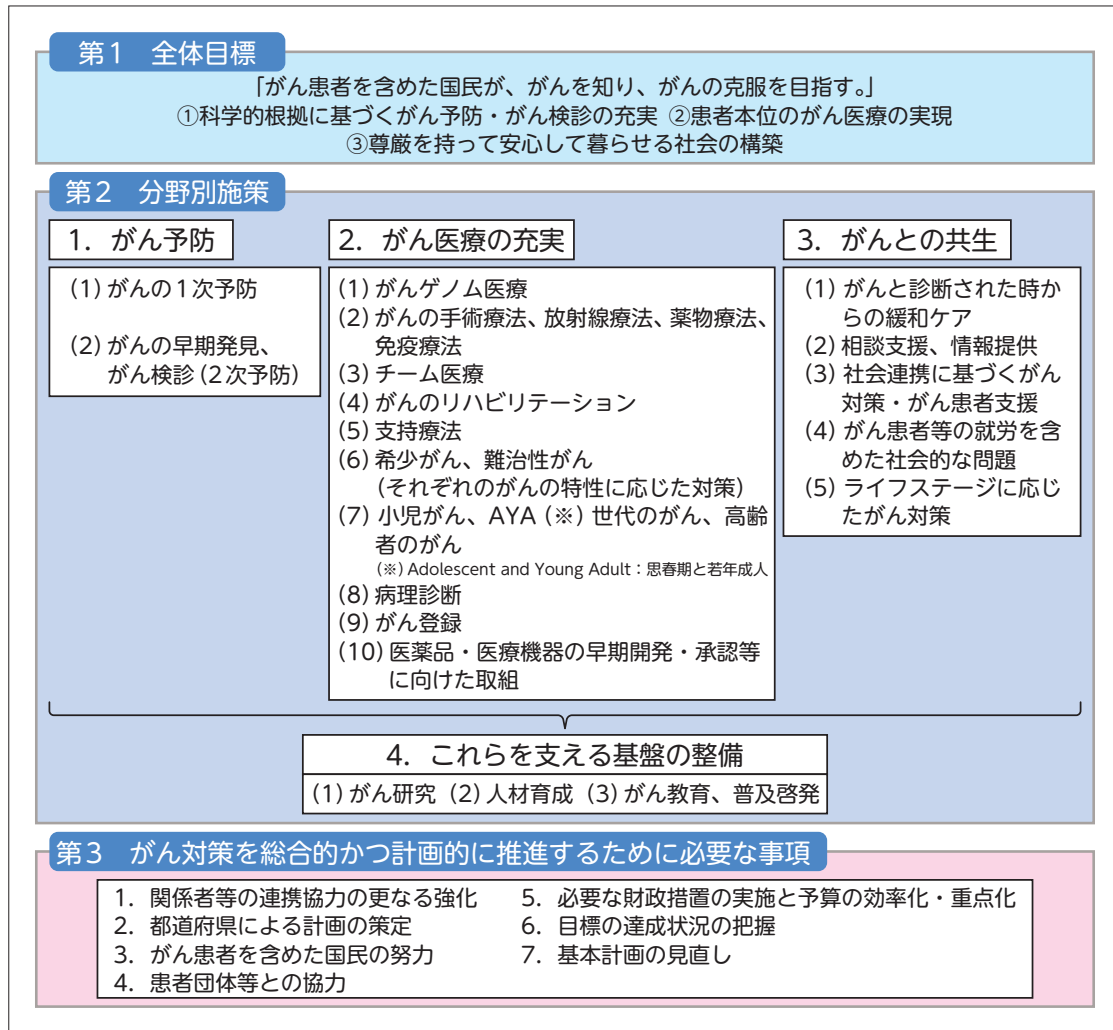 第1 全体目標
「がん患者を含めた国民が、がんを知り、がんの克服を目指す。」
①科学的根拠に基づくがん予防・がん検診の充実 ②患者本位のがん医療の実現
③尊厳を持って安心して暮らせる社会の構築
第2 分野別施策
1. がん予防
(1)がんの1次予防
(2)がんの早期発見、
がん検診(2次予防)
2. がん医療の充実
(1)がんゲノム医療
(2)がんの手術療法、放射線療法、薬物療法、
免疫療法
(3)チーム医療
(4)がんのリハビリテーション
(5)支持療法
(6)希少がん、難治性がん
(それぞれのがんの特性に応じた対策)
(7)小児がん、AYA(※)世代のがん、高齢
者のがん
(※)Adolescent and Young Adult:思春期と若年成人
(8)病理診断
(9)がん登録
(10)医薬品・医療機器の早期開発・承認等
に向けた取組
3. がんとの共生
(1)がんと診断された時か
らの緩和ケア
(2)相談支援、情報提供
(3)社会連携に基づくがん
対策・がん患者支援
(4)がん患者等の就労を含
めた社会的な問題
(5)ライフステージに応じ
たがん対策
4. これらを支える基盤の整備
(1)がん研究 (2)人材育成 (3)がん教育、普及啓発
第3 がん対策を総合的かつ計画的に推進するために必要な事項
1. 関係者等の連携協力の更なる強化
2. 都道府県による計画の策定
3. がん患者を含めた国民の努力
4. 患者団体等との協力
5. 必要な財政措置の実施と予算の効率化・重点化
6. 目標の達成状況の把握
7. 基本計画の見直し